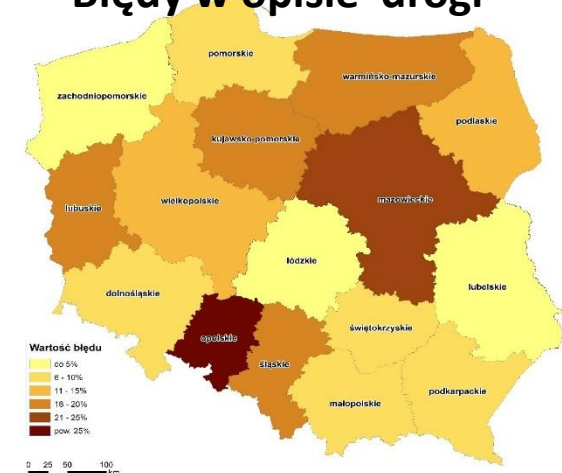 Błędy w opisie drogi
pomorskie
warmińsko-mazurskie
zachodniopomorskie
podlaskie
kujawsko-pomorskie
mazowieckie
wielkopolskie
lubuskie
łódzkie
lubelskie
dolnośląskie
opolskie
świętokrzyskie
śląskie
podkarpackie
małopolskie
Wartość błędu
do 5%
6 - 10%
11 - 15%
16 - 20%
21 - 25%
pow. 25%
0 25 50 100
km